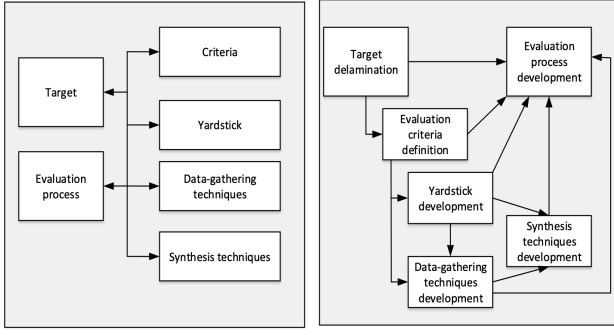 Target
Evaluation
process
Criteria
Yardstick
Data-gathering
techniques
Synthesis techniques
Target
delamination
Evaluation
process
development
Evaluation
criteria
definition
Yardstick
development
Synthesis
techniques
development
Data-gathering
techniques
development